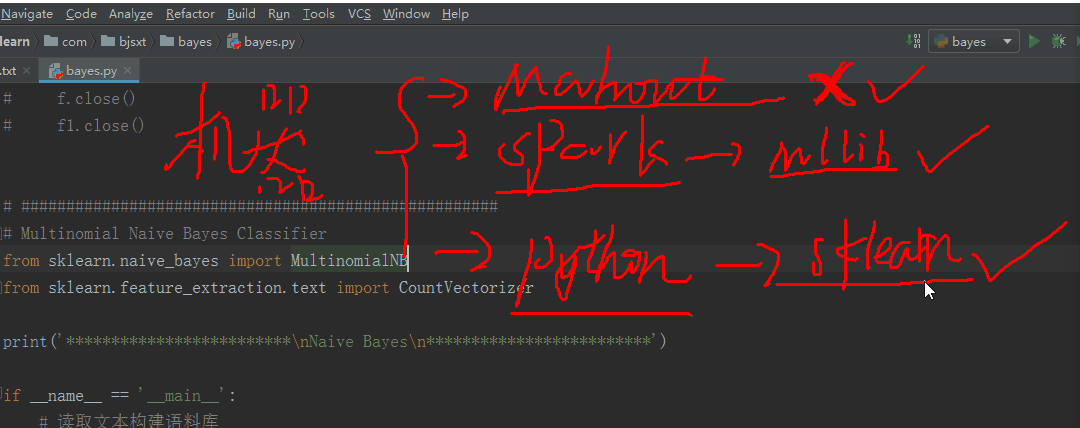 Navigate Code Analyze Refactor Build Run Tools VCS Window Help
learn com bjsxt bayes bayes.py bayes
.txt bayes.py
# f.close()
# f1.close()
机器 Mahout
spark mllib
python sklearn
# #####################################################
# Multinomial Naive Bayes Classifier
from sklearn.naive_bayes import MultinomialNB
from sklearn.feature_extraction.text import CountVectorizer
print('*************************\nNaive Bayes\n*************************')
if __name__ == '__main__':
# 读取文本构建语料库